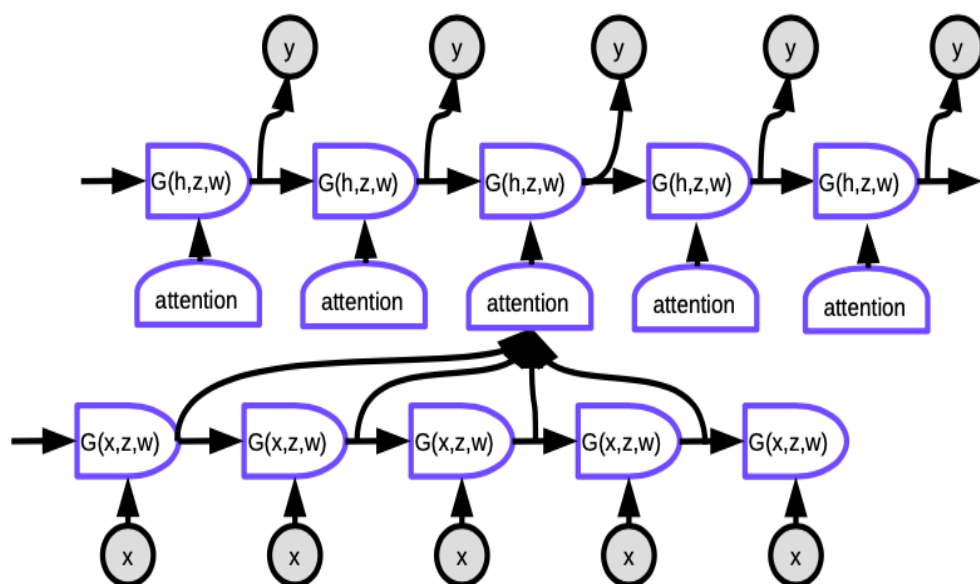 y y y y y
G(h,z,w) G(h,z,w) G(h,z,w) G(h,z,w) G(h,z,w)
attention attention attention attention attention
G(x,z,w) G(x,z,w) G(x,z,w) G(x,z,w) G(x,z,w)
x x x x x